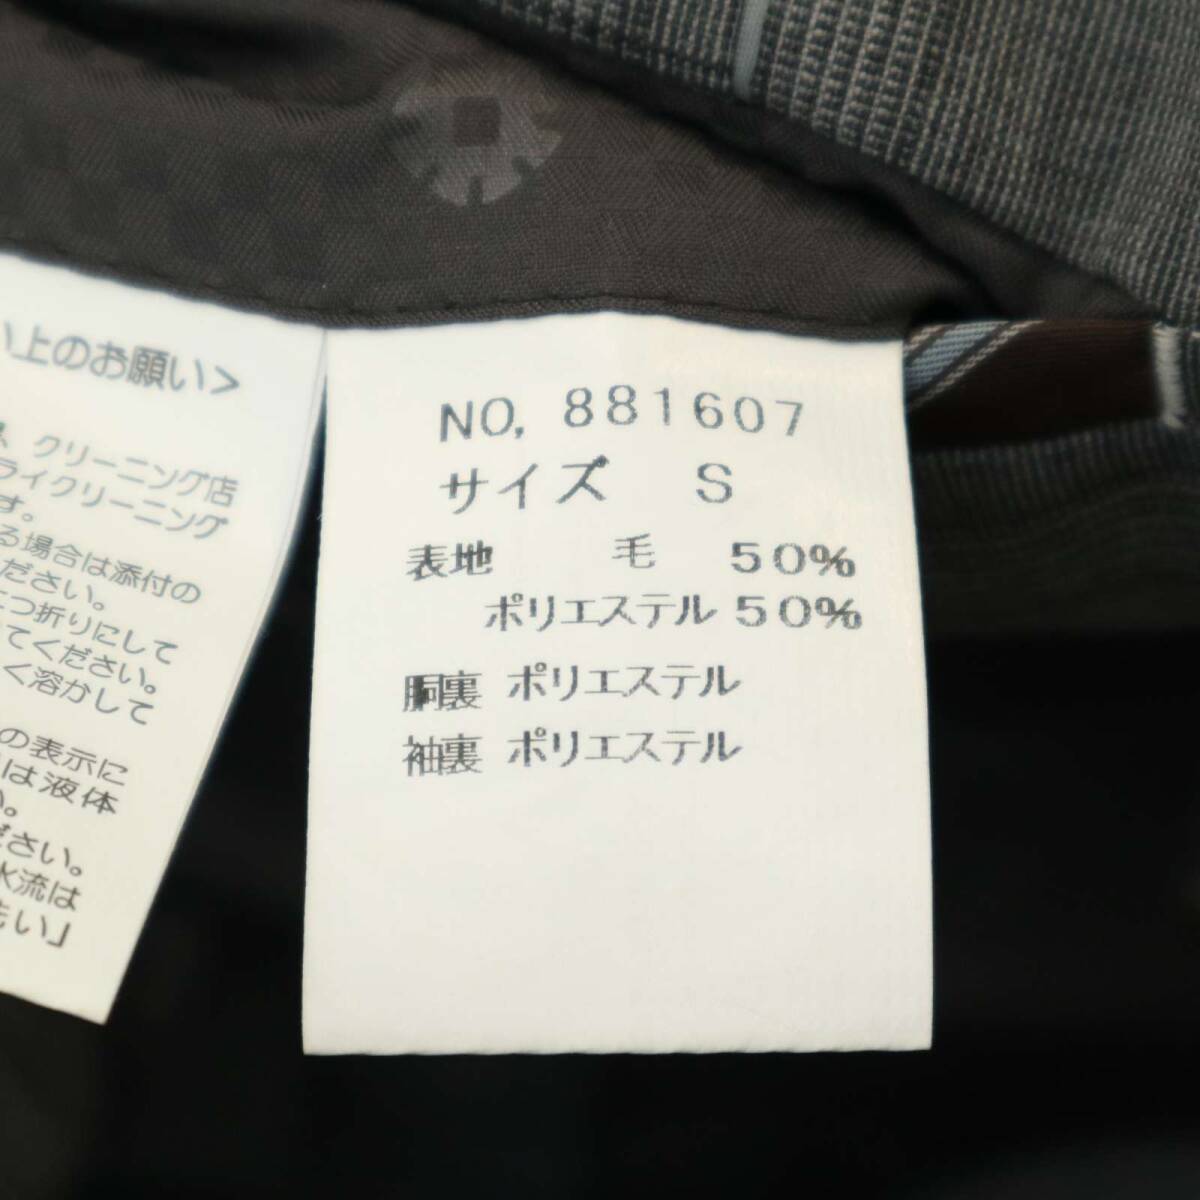 い上のお願い>
、クリーニング店
ライクリーニング
す。
る場合は添付の
ださい。
二つ折りにして
てください。
く溶かして
の表示に
は液体
い。
ださい。
水流は
洗い」
NO, 881607
サイズ S
表地 毛 50%
ポリエステル 50%
胴裏 ポリエステル
袖裏 ポリエステル